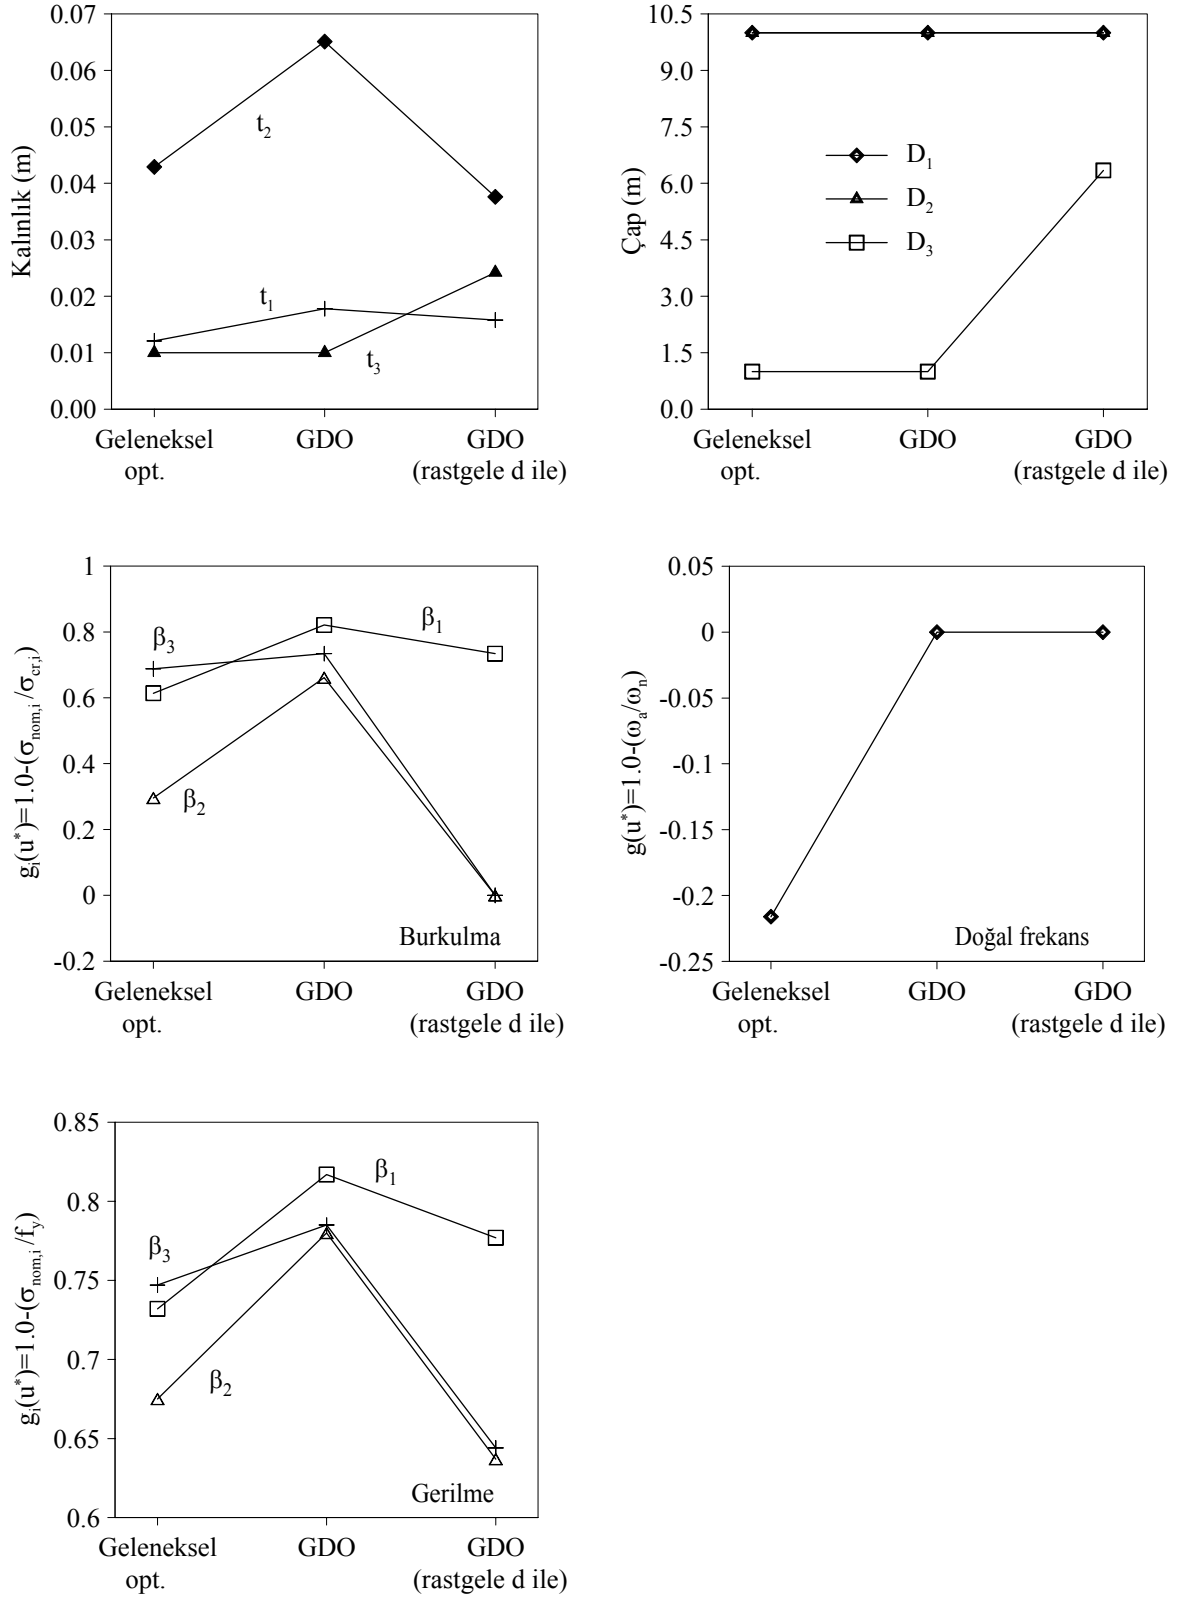 Kalınlık (m)
0.07
0.06
0.05
0.04
0.03
0.02
0.01
0.00
t2
t1
t3
Geleneksel opt.
GDO
GDO (rastgele d ile)
Çap (m)
10.5
9.0
7.5
6.0
4.5
3.0
1.5
0.0
D1
D2
D3
Geleneksel opt.
GDO
GDO (rastgele d ile)
gi(u*)=1.0-(σnom,i/σcr,i)
1
0.8
0.6
0.4
0.2
0
-0.2
β3
β1
β2
Burkulma
Geleneksel opt.
GDO
GDO (rastgele d ile)
g(u*)=1.0-(ωa/ωn)
0.05
0
-0.05
-0.1
-0.15
-0.2
-0.25
Doğal frekans
Geleneksel opt.
GDO
GDO (rastgele d ile)
gi(u*)=1.0-(σnom,i/fy)
0.85
0.8
0.75
0.7
0.65
0.6
β3
β1
β2
Gerilme
Geleneksel opt.
GDO
GDO (rastgele d ile)